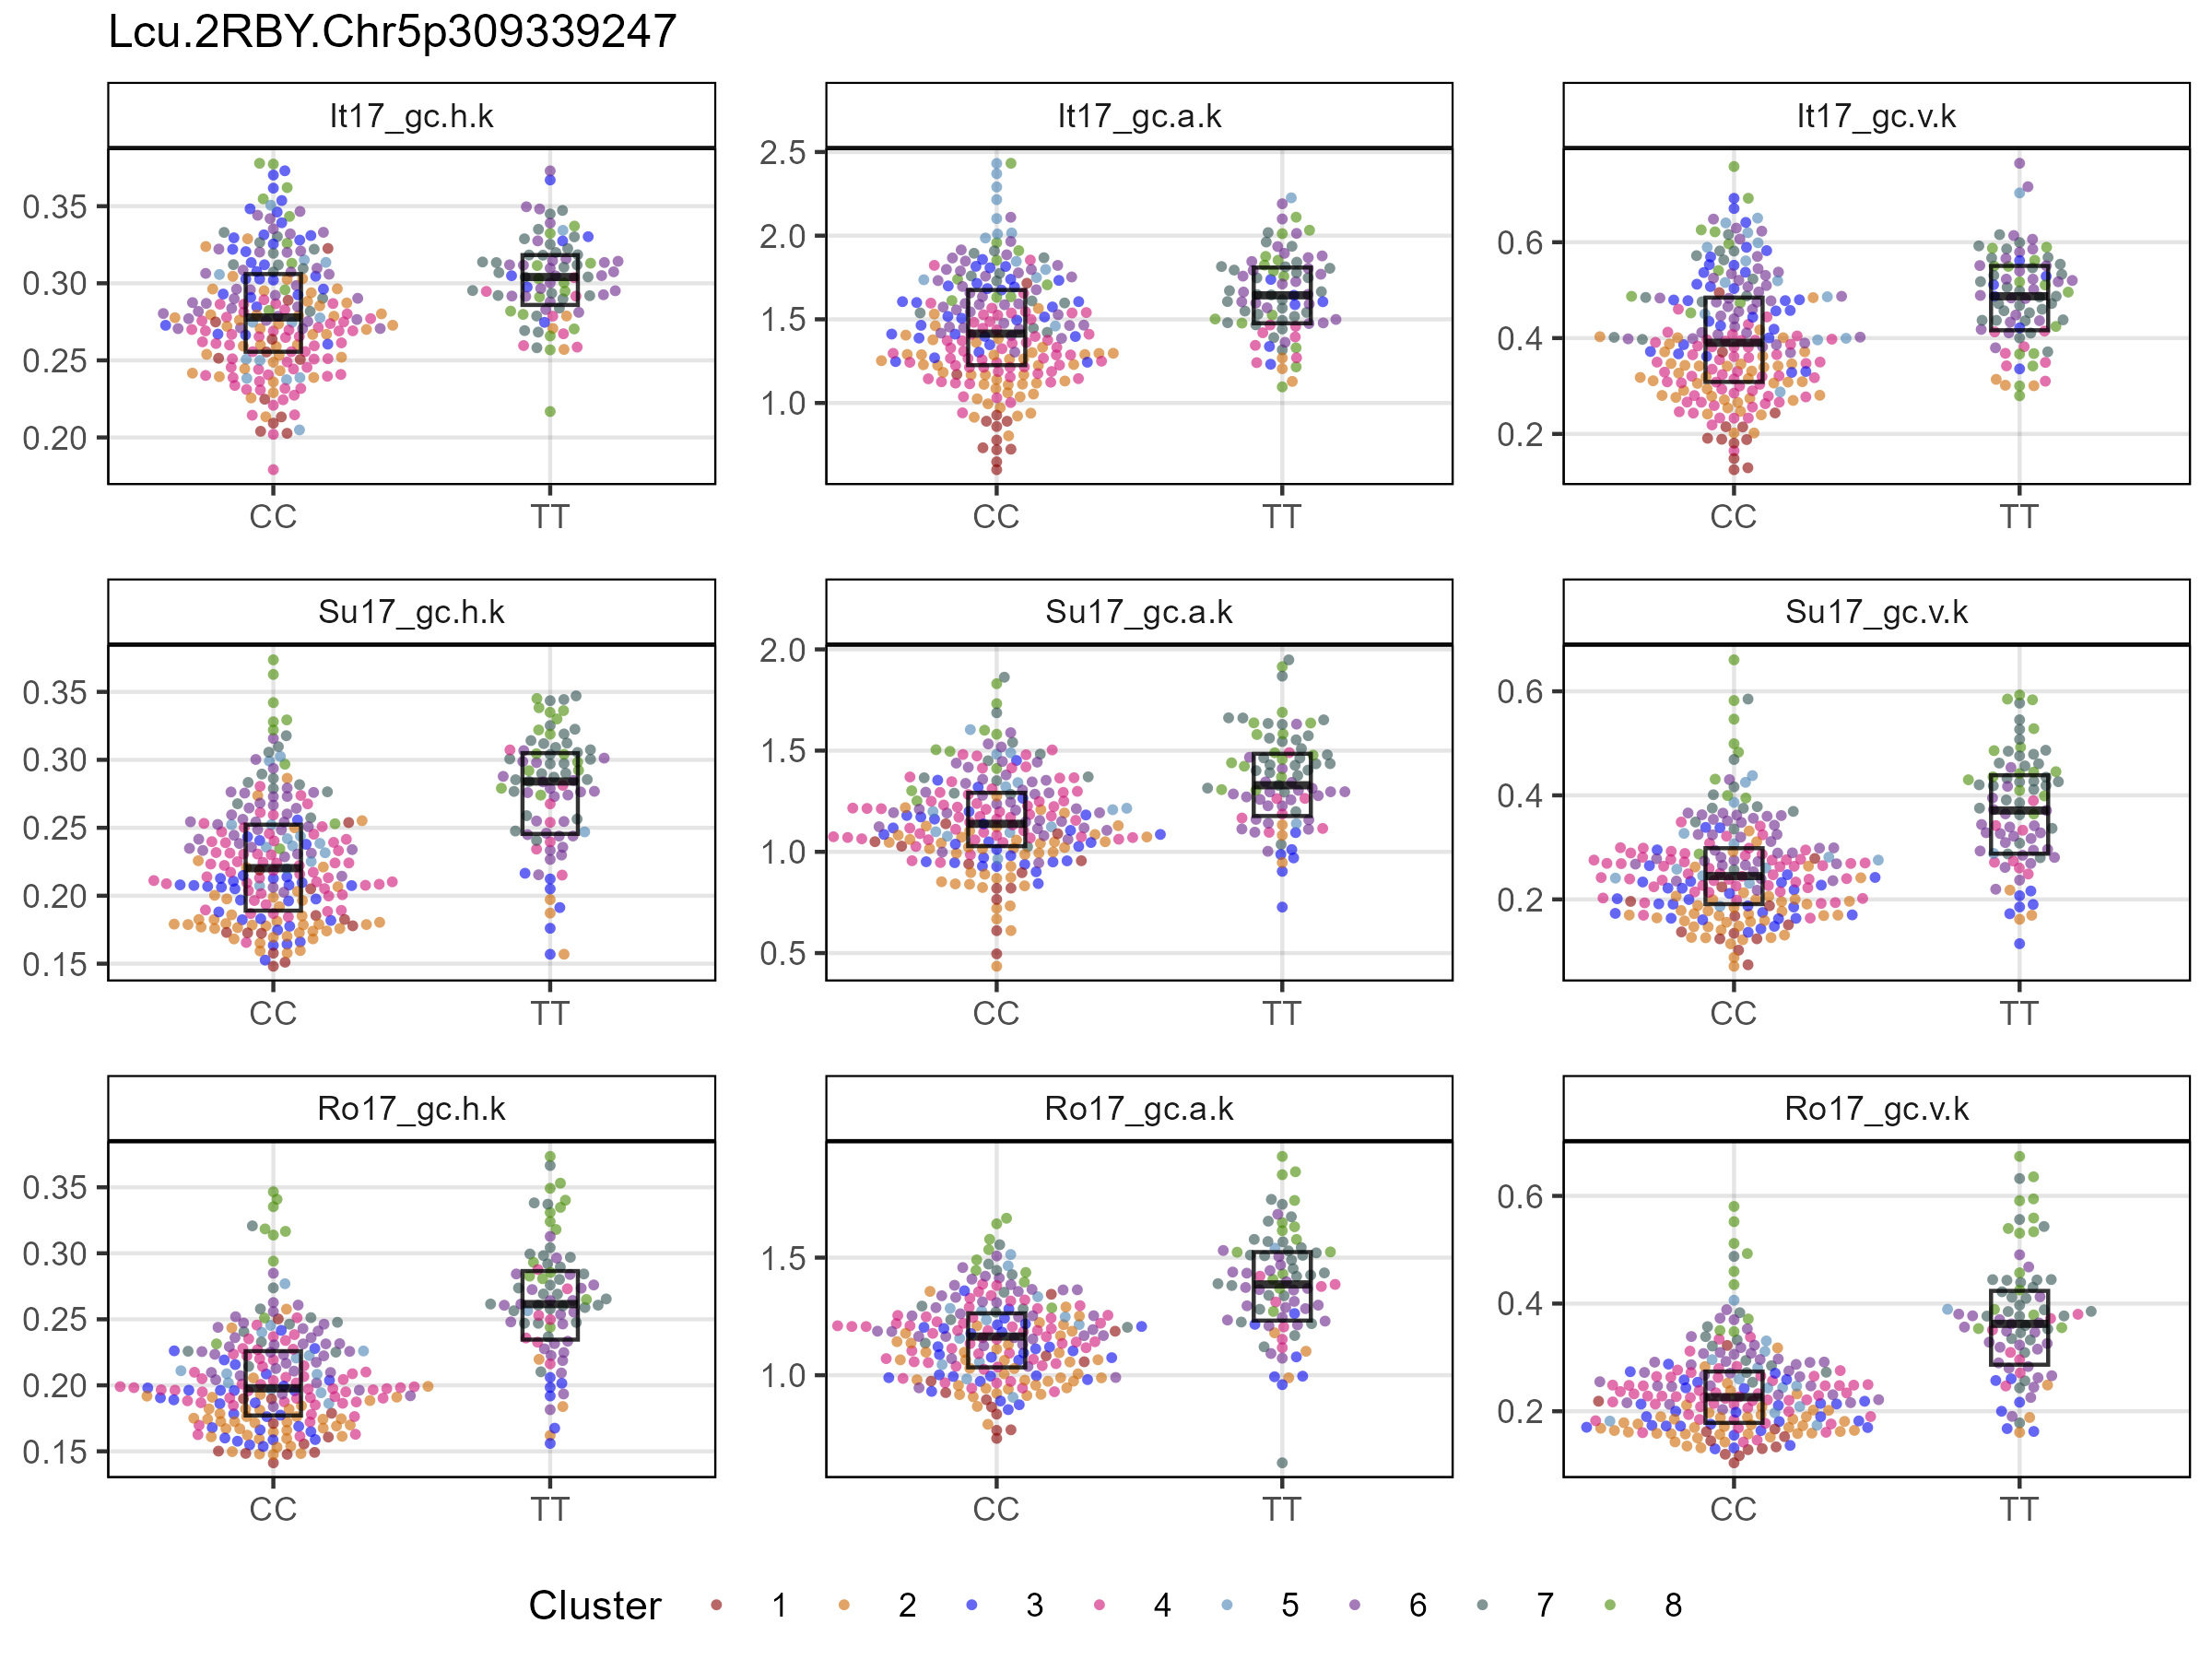 Lcu.2RBY.Chr5p309339247
It17_gc.h.k
It17_gc.a.k
It17_gc.v.k
0.35
0.30
0.25
0.20
2.5
2.0
1.5
1.0
0.6
0.4
0.2
CC TT
CC TT
CC TT
Su17_gc.h.k
Su17_gc.a.k
Su17_gc.v.k
0.35
0.30
0.25
0.20
0.15
2.0
1.5
1.0
0.5
0.6
0.4
0.2
CC TT
CC TT
CC TT
Ro17_gc.h.k
Ro17_gc.a.k
Ro17_gc.v.k
0.35
0.30
0.25
0.20
0.15
1.5
1.0
0.6
0.4
0.2
CC TT
CC TT
CC TT
Cluster 1 2 3 4 5 6 7 8